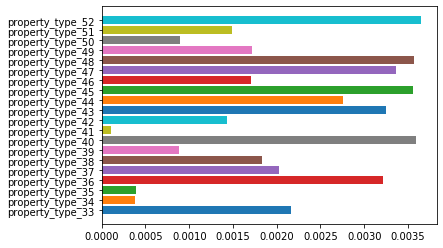 property_type_52
property_type_51
property_type_50
property_type_49
property_type_48
property_type_47
property_type_46
property_type_45
property_type_44
property_type_43
property_type_42
property_type_41
property_type_40
property_type_39
property_type_38
property_type_37
property_type_36
property_type_35
property_type_34
property_type_33
0.0000 0.0005 0.0010 0.0015 0.0020 0.0025 0.0030 0.0035